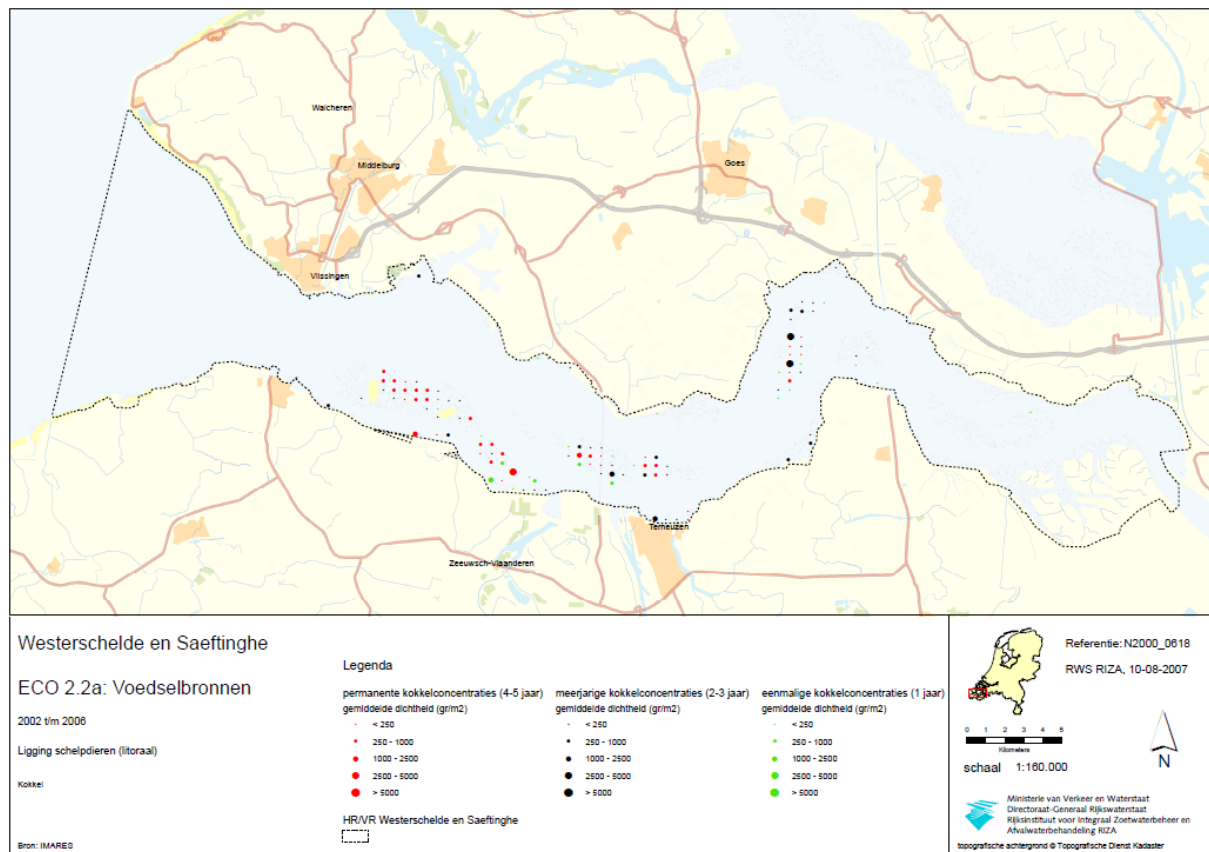 Walcheren
Middelburg
Goes
Vlissingen
Terneuzen
Zeeuwsch-Vlaanderen
Westerschelde en Saeftinghe
ECO 2.2a: Voedselbronnen
2002 t/m 2006
Ligging schelpdieren (litoraal)
Kokkel
Bron: IMARES
Legenda
permanente kokkelconcentraties (4-5 jaar)
gemiddelde dichtheid (gr/m2)
< 250
250 - 1000
1000 - 2500
2500 - 5000
> 5000
meerjarige kokkelconcentraties (2-3 jaar)
gemiddelde dichtheid (gr/m2)
< 250
250 - 1000
1000 - 2500
2500 - 5000
> 5000
eenmalige kokkelconcentraties (1 jaar)
gemiddelde dichtheid (gr/m2)
< 250
250 - 1000
1000 - 2500
2500 - 5000
> 5000
HR/VR Westerschelde en Saeftinghe
Referentie: N2000_0618
RWS RIZA, 10-08-2007
0 1 2 3 4 5
Kilometers
schaal 1:160.000
N
Ministerie van Verkeer en Waterstaat
Directoraat-Generaal Rijkswaterstaat
Rijksinstituut voor Integraal Zoetwaterbeheer en
Afvalwaterbehandeling RIZA
topografische achtergrond © Topografische Dienst Kadaster